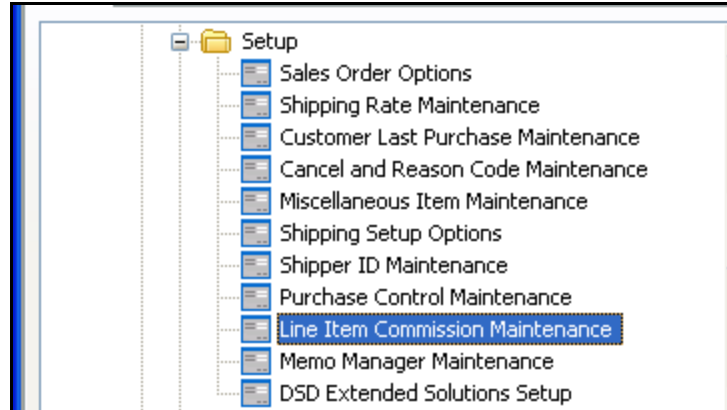 Setup
Sales Order Options
Shipping Rate Maintenance
Customer Last Purchase Maintenance
Cancel and Reason Code Maintenance
Miscellaneous Item Maintenance
Shipping Setup Options
Shipper ID Maintenance
Purchase Control Maintenance
Line Item Commission Maintenance
Memo Manager Maintenance
DSD Extended Solutions Setup